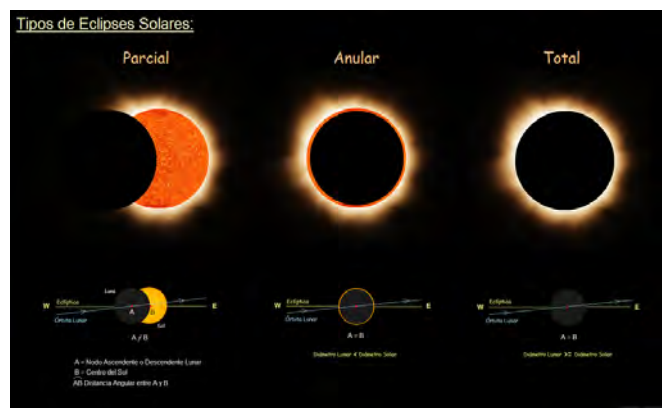 Tipos de Eclipses Solares:
Parcial
Anular
Total
Luna
W
Eclíptica
A
B
E
Órbita Lunar
Sol
A ≠ B
W
Eclíptica
E
Órbita Lunar
A = B
Diámetro Lunar < Diámetro Solar
W
Eclíptica
E
Órbita Lunar
A = B
Diámetro Lunar Diámetro Solar
A = Nodo Ascendente o Descendente Lunar
B = Centro del Sol
AB Distancia Angular entre A y B